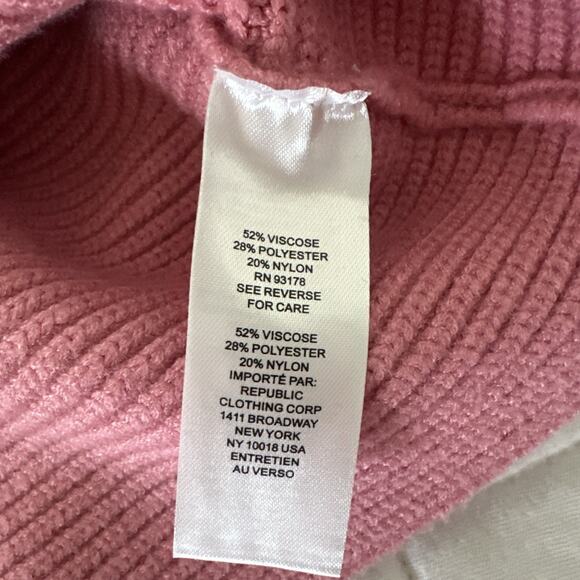 52% VISCOSE
28% POLYESTER
20% NYLON
RN 93178
SEE REVERSE
FOR CARE
52% VISCOSE
28% POLYESTER
20% NYLON
IMPORTÉ PAR:
REPUBLIC
CLOTHING CORP
1411 BROADWAY
NEW YORK
NY 10018 USA
ENTRETIEN
AU VERSO